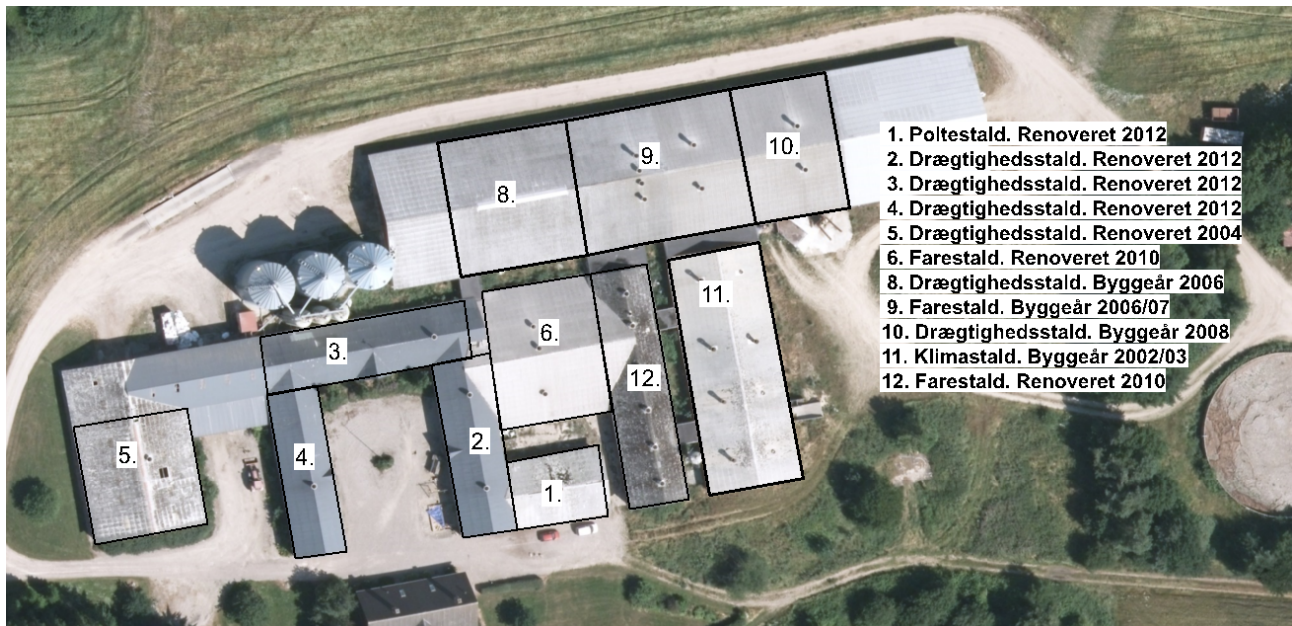 8.
9.
10.
1. Poltestald. Renoveret 2012
2. Drægtighedsstald. Renoveret 2012
3. Drægtighedsstald. Renoveret 2012
4. Drægtighedsstald. Renoveret 2012
5. Drægtighedsstald. Renoveret 2004
6. Farestald. Renoveret 2010
8. Drægtighedsstald. Byggeår 2006
9. Farestald. Byggeår 2006/07
10. Drægtighedsstald. Byggeår 2008
11. Klimastald. Byggeår 2002/03
12. Farestald. Renoveret 2010
11.
6.
3.
12.
2.
5.
4.
1.